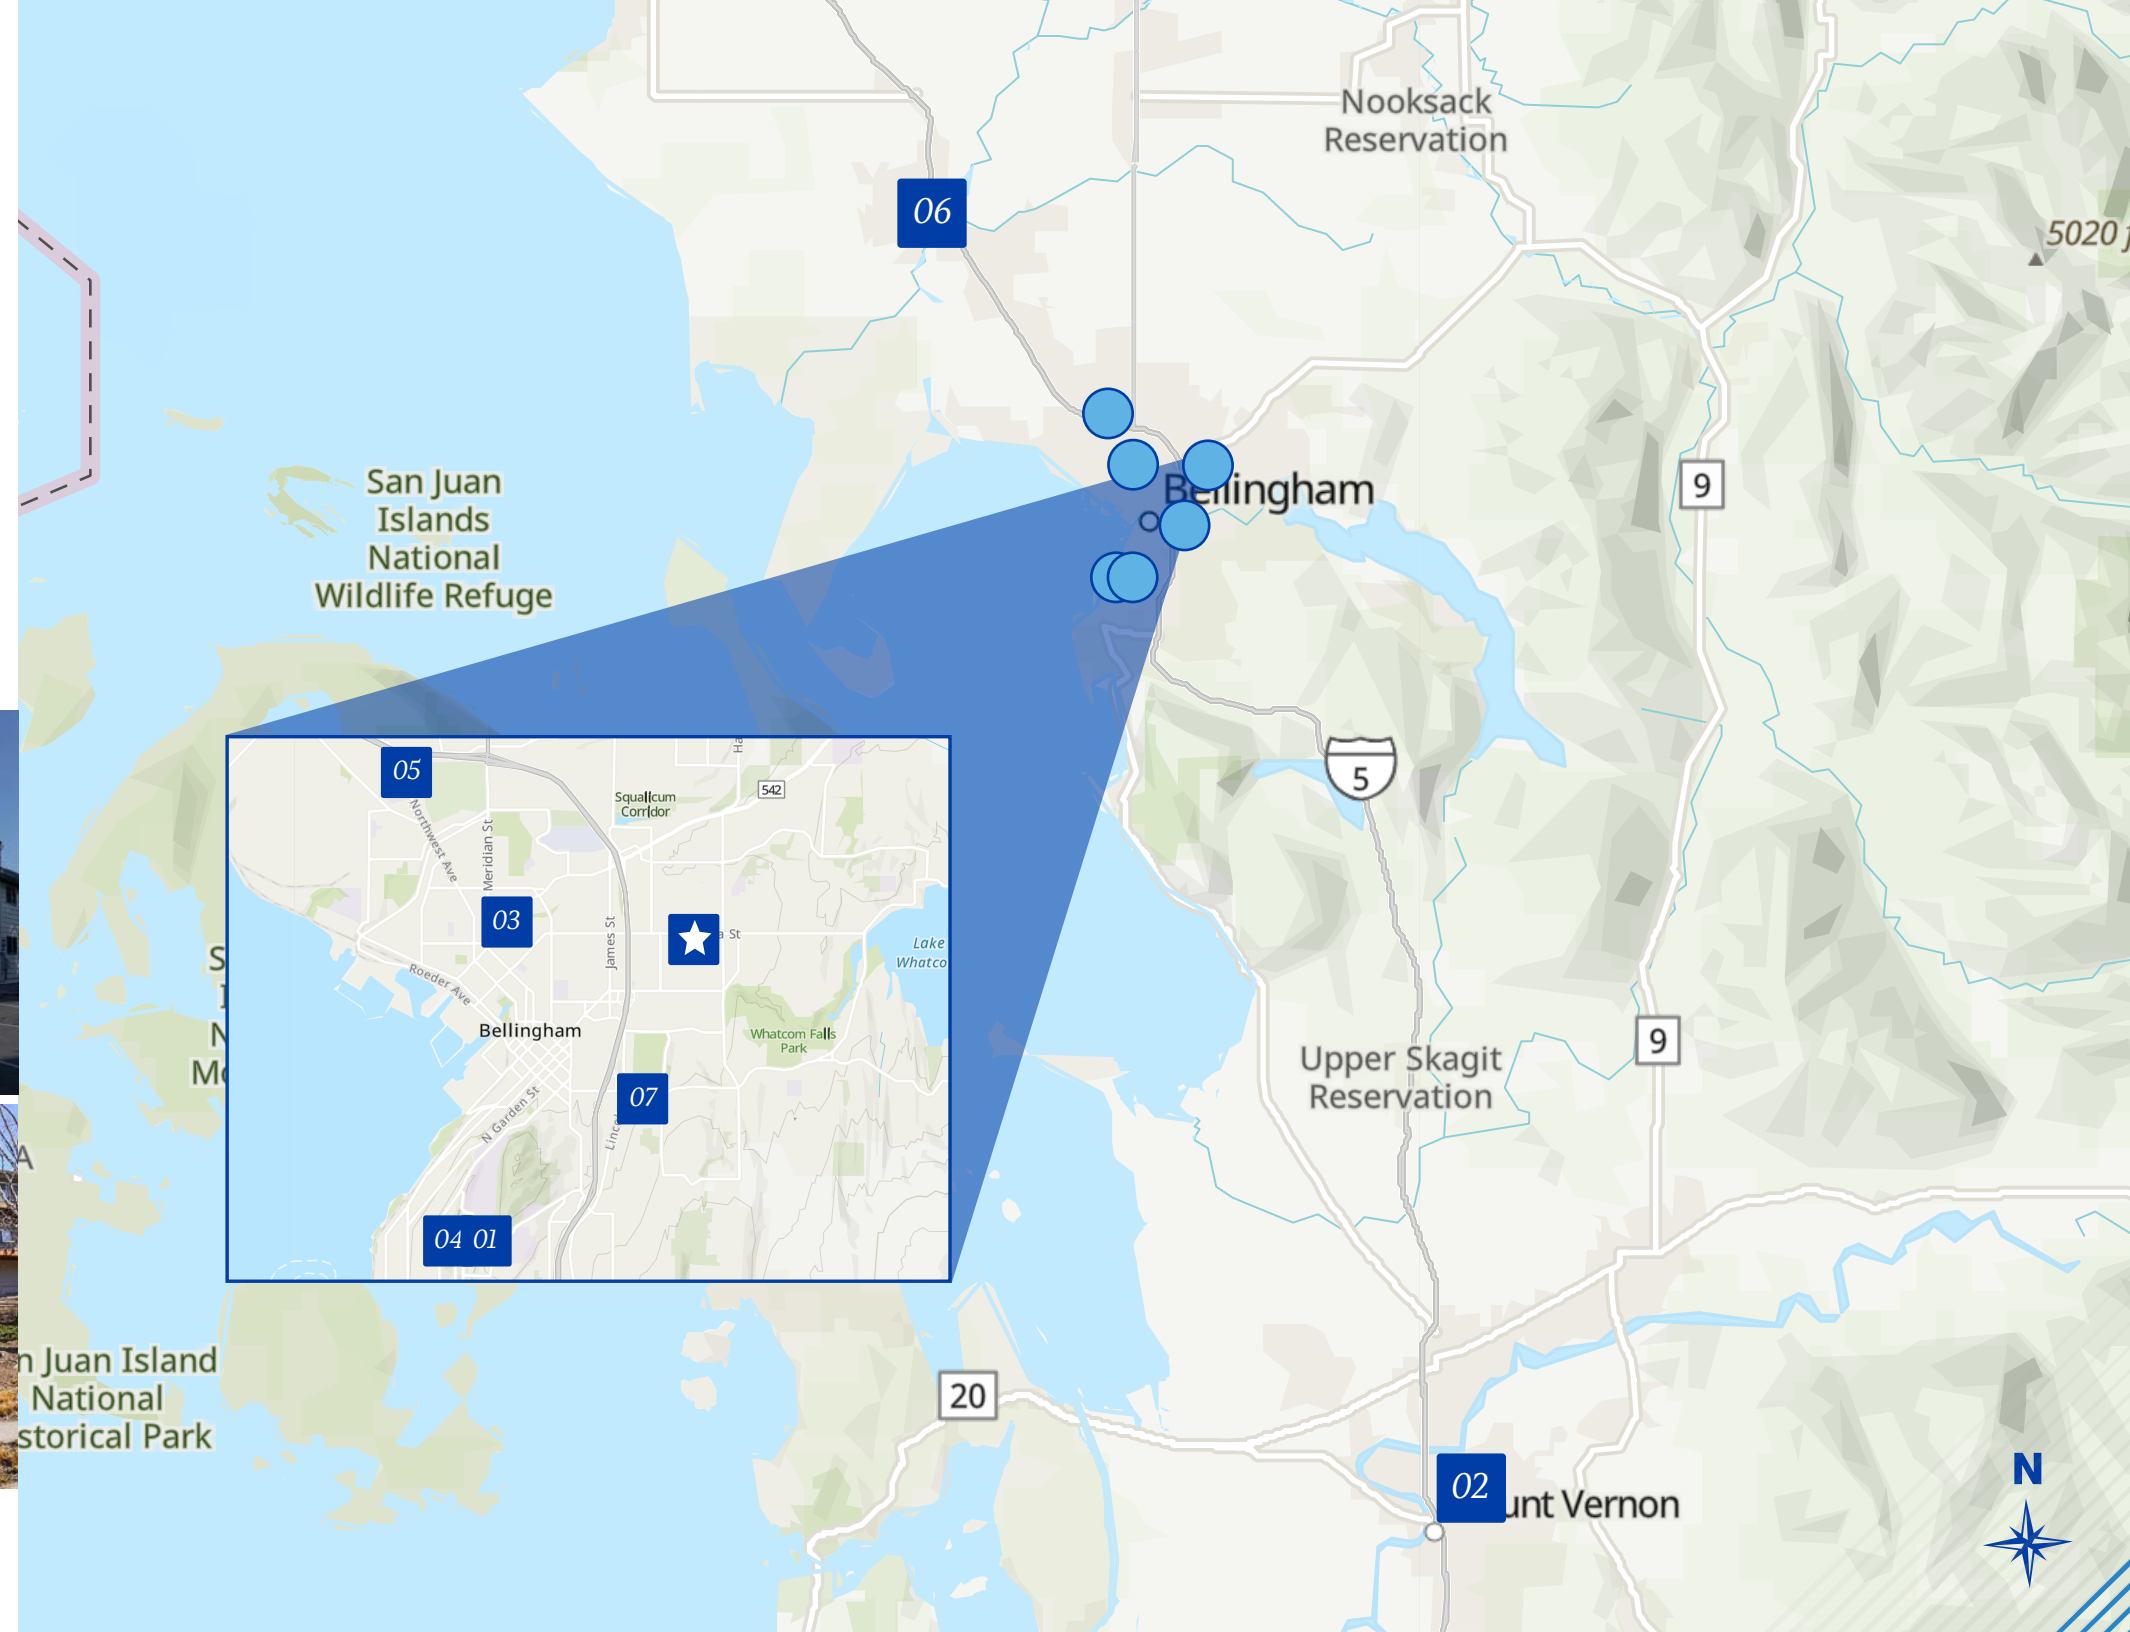 Nooksack
Reservation
06
5020
San Juan
Islands
National
Wildlife Refuge
Bellingham
9
5
05
Northwest Ave
Meridian St
Squalicum
Corridor
542
03
James St
St
Roeder Ave
Lake
Whatco
Bellingham
Whatcom Falls
Park
07
N Garden St
04 01
9
Upper Skagit
Reservation
n Juan Island
National
storical Park
20
02
unt Vernon
N